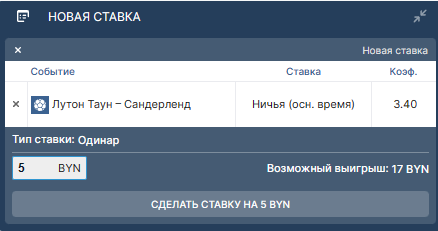 НОВАЯ СТАВКА
× Новая ставка
Событие Ставка Коэф.
× Лутон Таун – Сандерленд Ничья (осн. время) 3.40
Тип ставки: Одинар
5 BYN Возможный выигрыш: 17 BYN
СДЕЛАТЬ СТАВКУ НА 5 BYN